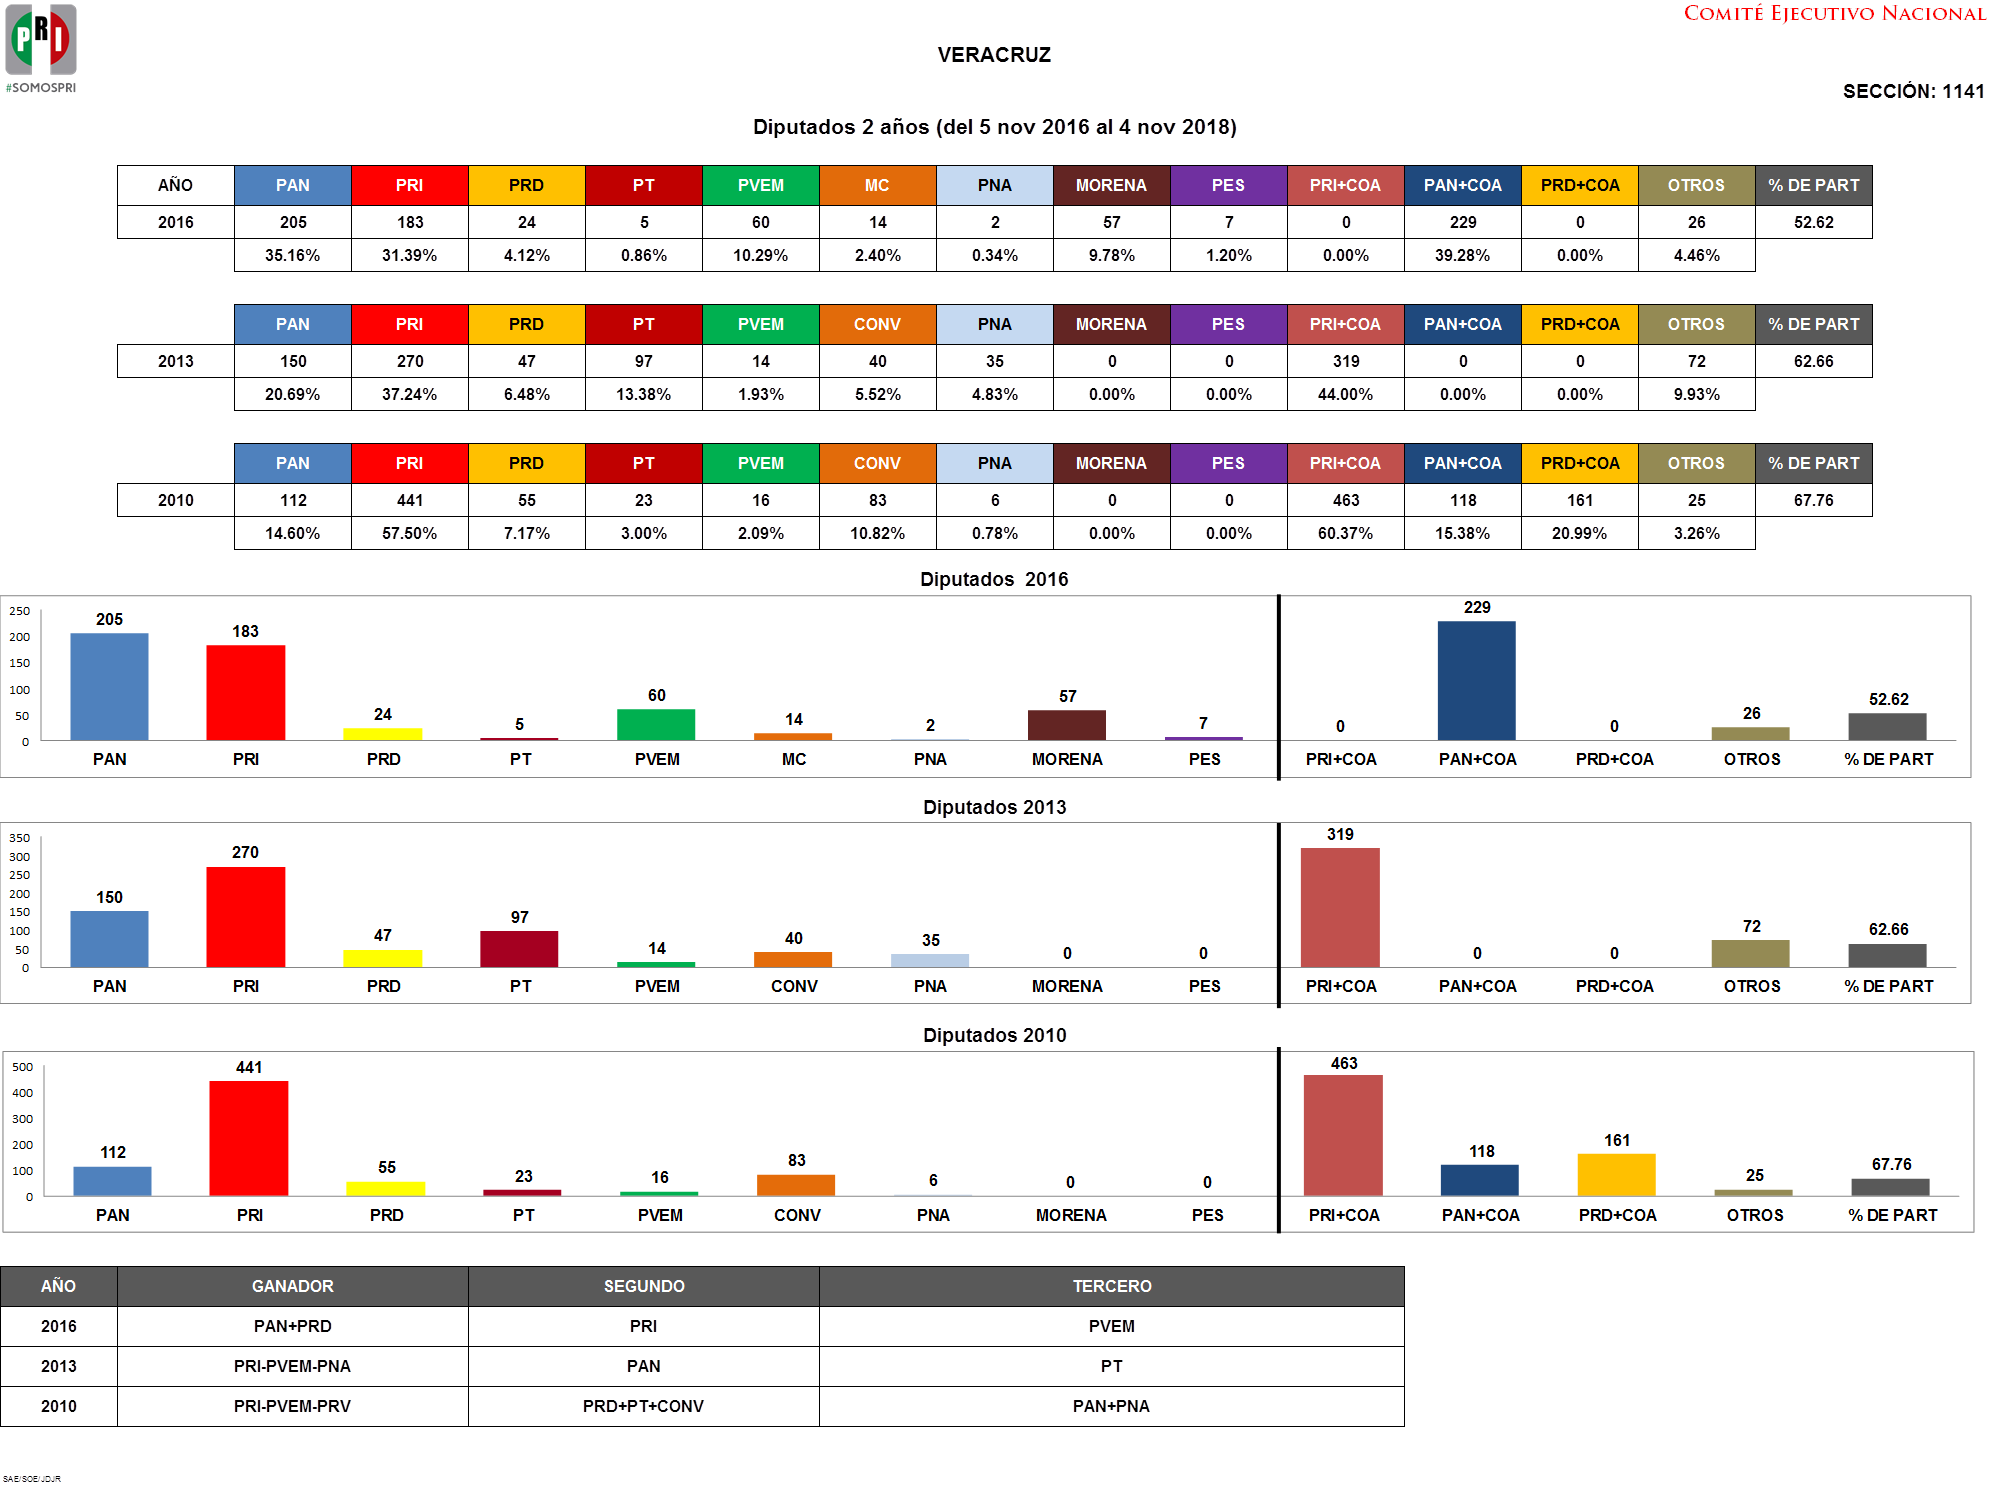 PRI
#SOMOSPRI
COMITÉ EJECUTIVO NACIONAL
VERACRUZ
SECCIÓN: 1141
Diputados 2 años (del 5 nov 2016 al 4 nov 2018)
AÑO PAN PRI PRD PT PVEM MC PNA MORENA PES PRI+COA PAN+COA PRD+COA OTROS % DE PART
2016 205 183 24 5 60 14 2 57 7 0 229 0 26 52.62
35.16% 31.39% 4.12% 0.86% 10.29% 2.40% 0.34% 9.78% 1.20% 0.00% 39.28% 0.00% 4.46%
PAN PRI PRD PT PVEM CONV PNA MORENA PES PRI+COA PAN+COA PRD+COA OTROS % DE PART
2013 150 270 47 97 14 40 35 0 0 319 0 0 72 62.66
20.69% 37.24% 6.48% 13.38% 1.93% 5.52% 4.83% 0.00% 0.00% 44.00% 0.00% 0.00% 9.93%
PAN PRI PRD PT PVEM CONV PNA MORENA PES PRI+COA PAN+COA PRD+COA OTROS % DE PART
2010 112 441 55 23 16 83 6 0 0 463 118 161 25 67.76
14.60% 57.50% 7.17% 3.00% 2.09% 10.82% 0.78% 0.00% 0.00% 60.37% 15.38% 20.99% 3.26%
Diputados  2016
250
200
150
100
50
0
205 183 24 5 60 14 2 57 7 0 229 0 26 52.62
PAN PRI PRD PT PVEM MC PNA MORENA PES PRI+COA PAN+COA PRD+COA OTROS % DE PART
Diputados 2013
350
300
250
200
150
100
50
0
150 270 47 97 14 40 35 0 0 319 0 0 72 62.66
PAN PRI PRD PT PVEM CONV PNA MORENA PES PRI+COA PAN+COA PRD+COA OTROS % DE PART
Diputados 2010
500
400
300
200
100
0
112 441 55 23 16 83 6 0 0 463 118 161 25 67.76
PAN PRI PRD PT PVEM CONV PNA MORENA PES PRI+COA PAN+COA PRD+COA OTROS % DE PART
AÑO GANADOR SEGUNDO TERCERO
2016 PAN+PRD PRI PVEM
2013 PRI-PVEM-PNA PAN PT
2010 PRI-PVEM-PRV PRD+PT+CONV PAN+PNA
SAE/SOE/JDJR